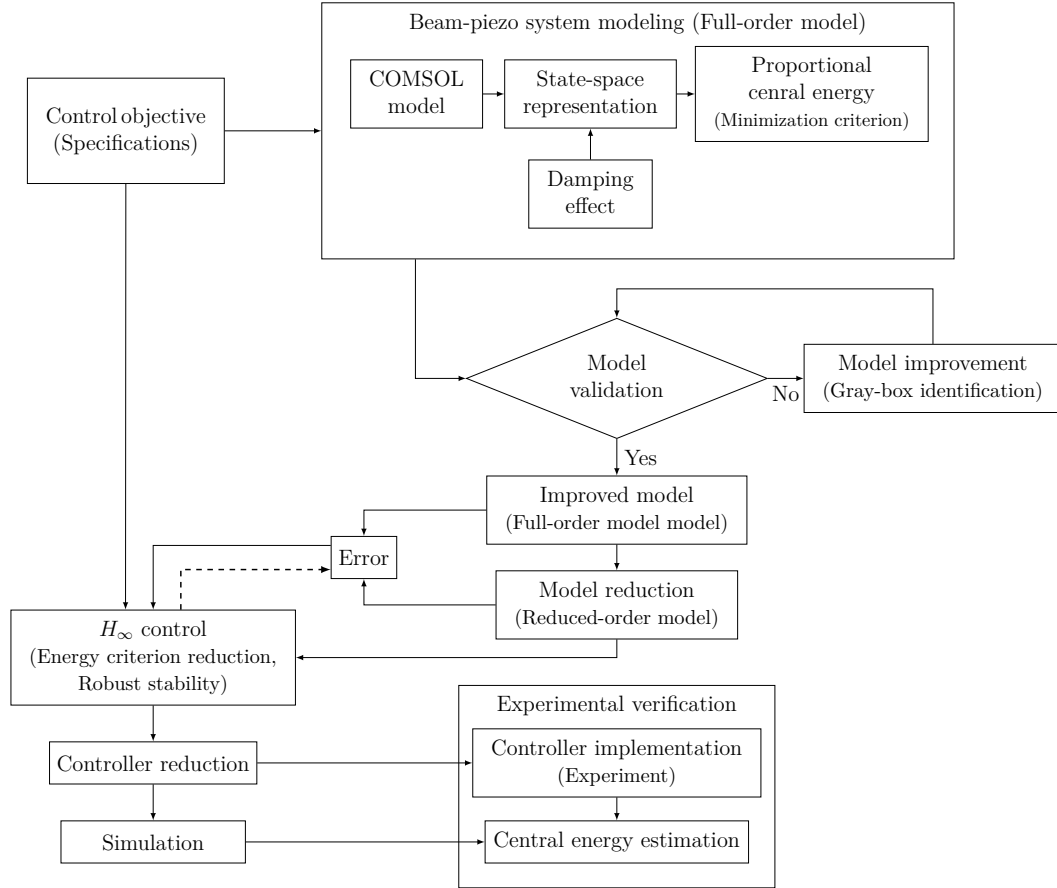 Beam-piezo system modeling (Full-order model)
COMSOL
model
State-space
representation
Proportional
cenral energy
(Minimization criterion)
Control objective
(Specifications)
Damping
effect
Model
validation
No
Model improvement
(Gray-box identification)
Yes
Improved model
(Full-order model model)
Error
Model reduction
(Reduced-order model)
H∞ control
(Energy criterion reduction,
Robust stability)
Experimental verification
Controller reduction
Controller implementation
(Experiment)
Simulation
Central energy estimation